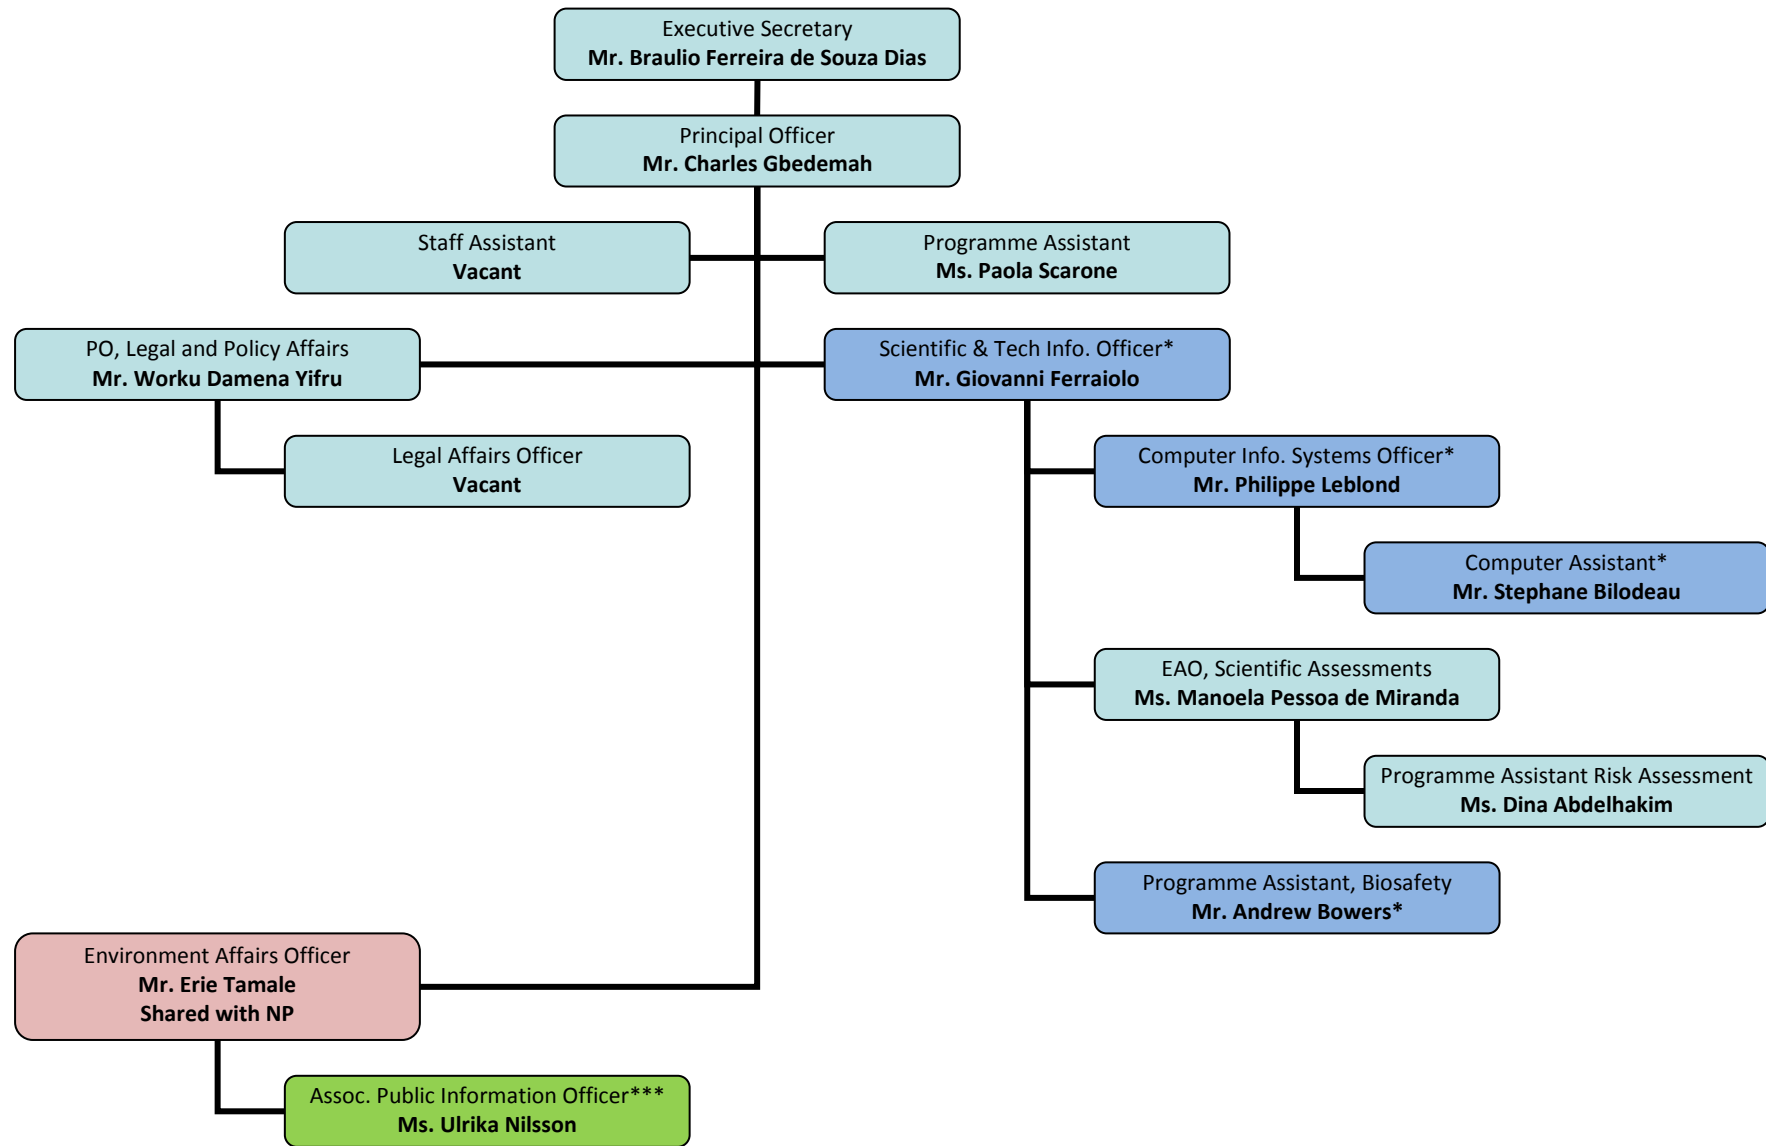 Executive Secretary
Mr. Braulio Ferreira de Souza Dias
Principal Officer
Mr. Charles Gbedemah
Staff Assistant
Vacant
Programme Assistant
Ms. Paola Scarone
PO, Legal and Policy Affairs
Mr. Worku Damena Yifru
Scientific & Tech Info. Officer*
Mr. Giovanni Ferraiolo
Legal Affairs Officer
Vacant
Computer Info. Systems Officer*
Mr. Philippe Leblond
Computer Assistant*
Mr. Stephane Bilodeau
EAO, Scientific Assessments
Ms. Manoela Pessoa de Miranda
Programme Assistant Risk Assessment
Ms. Dina Abdelhakim
Programme Assistant, Biosafety
Mr. Andrew Bowers*
Environment Affairs Officer
Mr. Erie Tamale
Shared with NP
Assoc. Public Information Officer***
Ms. Ulrika Nilsson